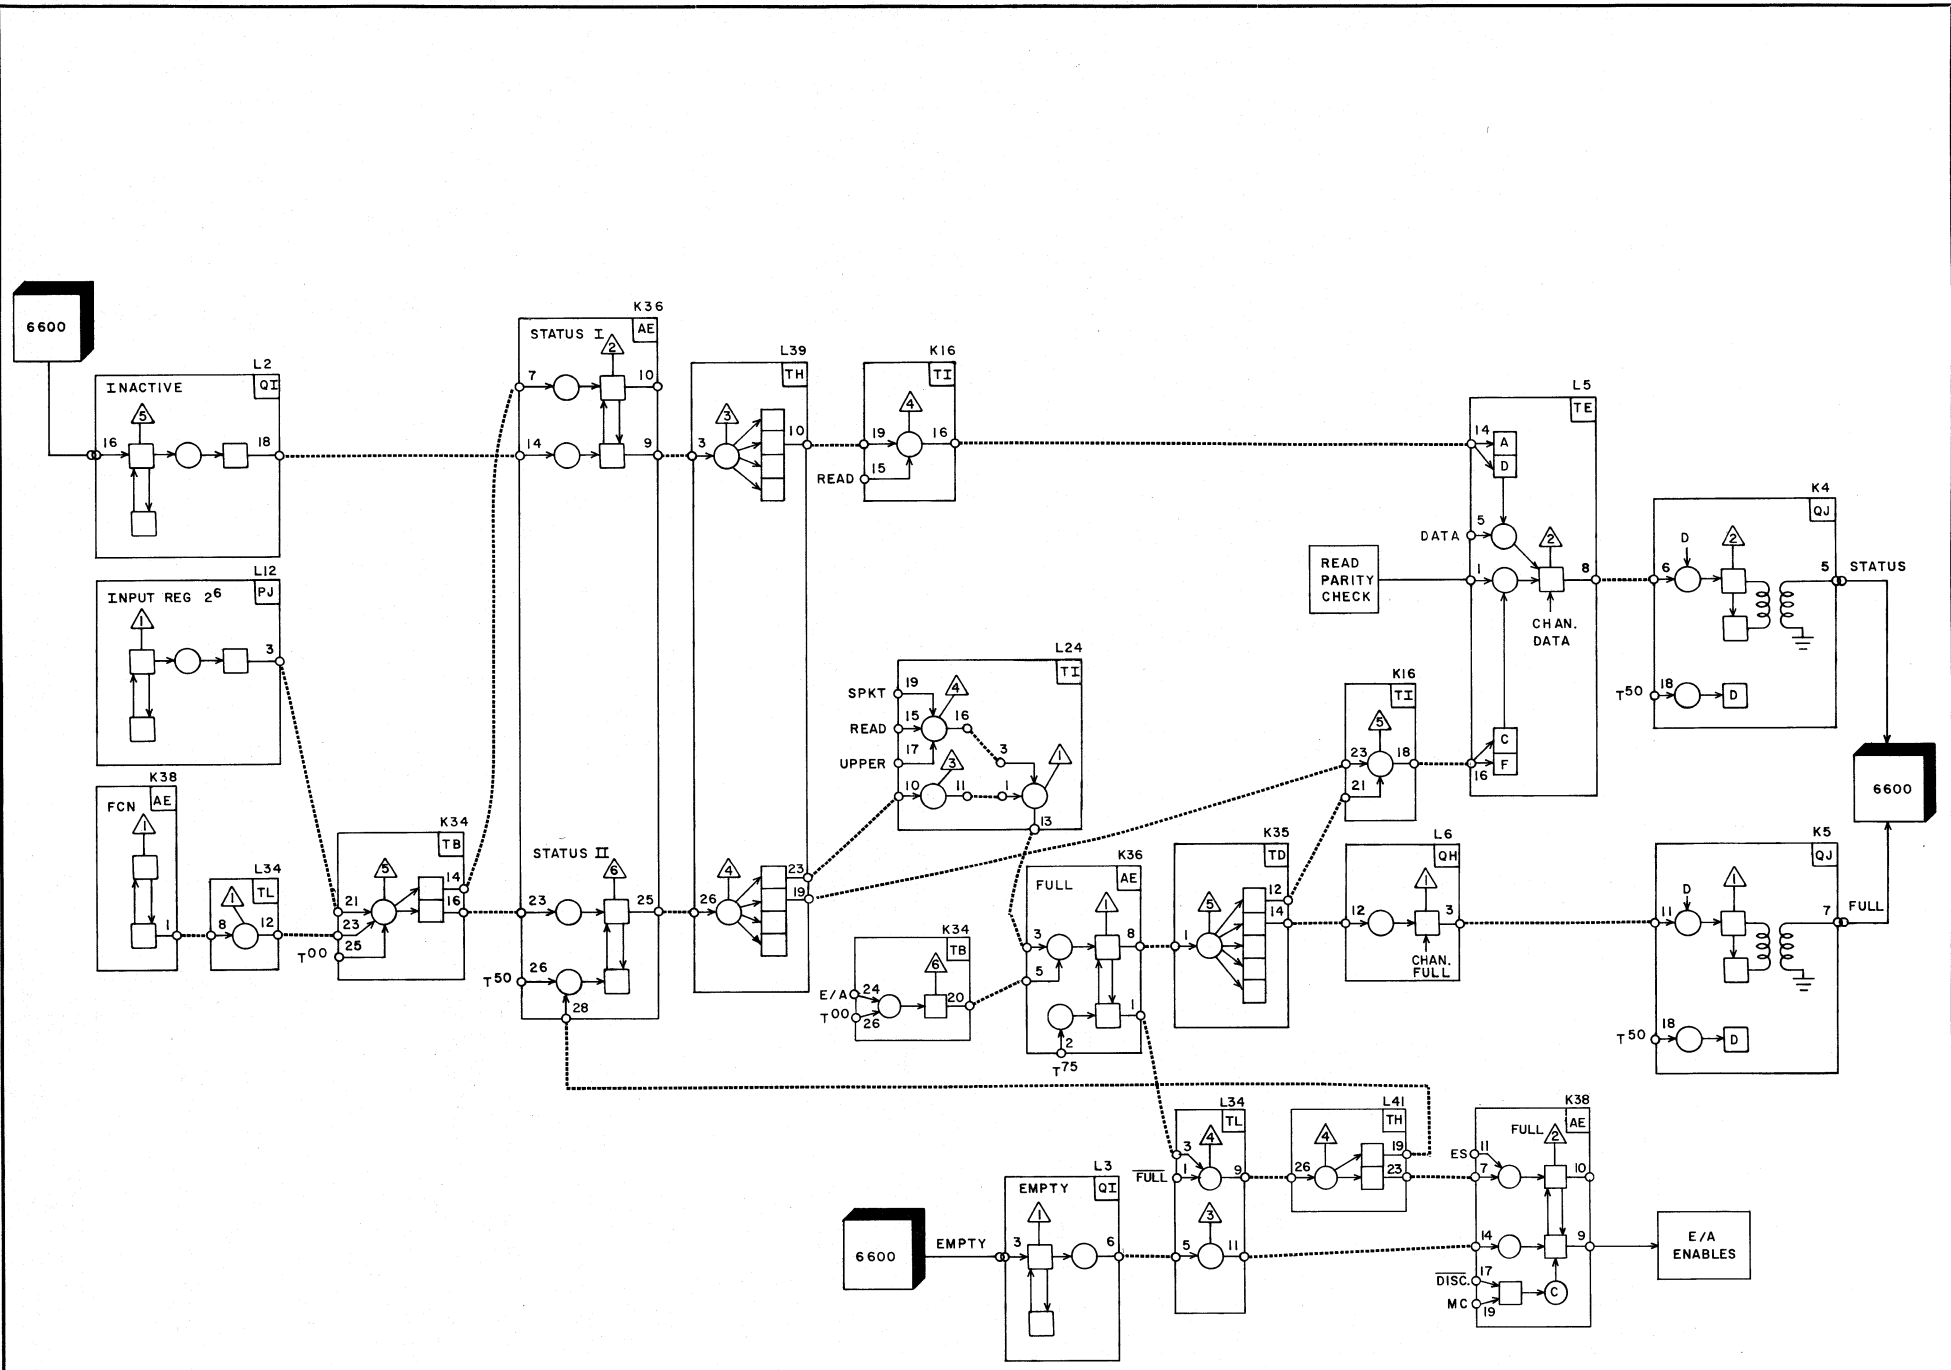 6600
L2
QI
INACTIVE
5
16
18
L12
PJ
INPUT REG 2⁶
1
3
K38
AE
FCN
1
1
L34
TL
1
8
12
K34
TB
5
21
23
25
T⁰⁰
14
16
K36
AE
STATUS I
2
7
10
14
9
STATUS II
6
23
25
T⁵⁰
26
28
L39
TH
3
3
10
4
26
23
19
K16
TI
4
19
16
READ
15
L24
TI
SPKT
19
4
READ
15
16
UPPER
17
3
3
1
10
11
1
13
K34
TB
6
E/A
24
T⁰⁰
26
20
K36
AE
FULL
1
3
8
5
1
2
T⁷⁵
K35
TD
5
1
12
14
K16
TI
5
23
18
21
L6
QH
1
12
3
CHAN.
FULL
L5
TE
14
A
D
DATA
5
2
READ
PARITY
CHECK
1
8
CHAN.
DATA
C
F
16
K4
QJ
D
2
6
5
STATUS
T⁵⁰
18
D
6600
K5
QJ
D
1
11
7
FULL
T⁵⁰
18
D
6600
EMPTY
L3
QI
EMPTY
1
3
6
L34
TL
4
3
F̅U̅L̅L̅
1
9
3
5
11
L41
TH
4
26
19
23
K38
AE
FULL
2
ES
11
7
10
14
9
D̅I̅S̅C̅.
17
MC
19
C
E/A
ENABLES